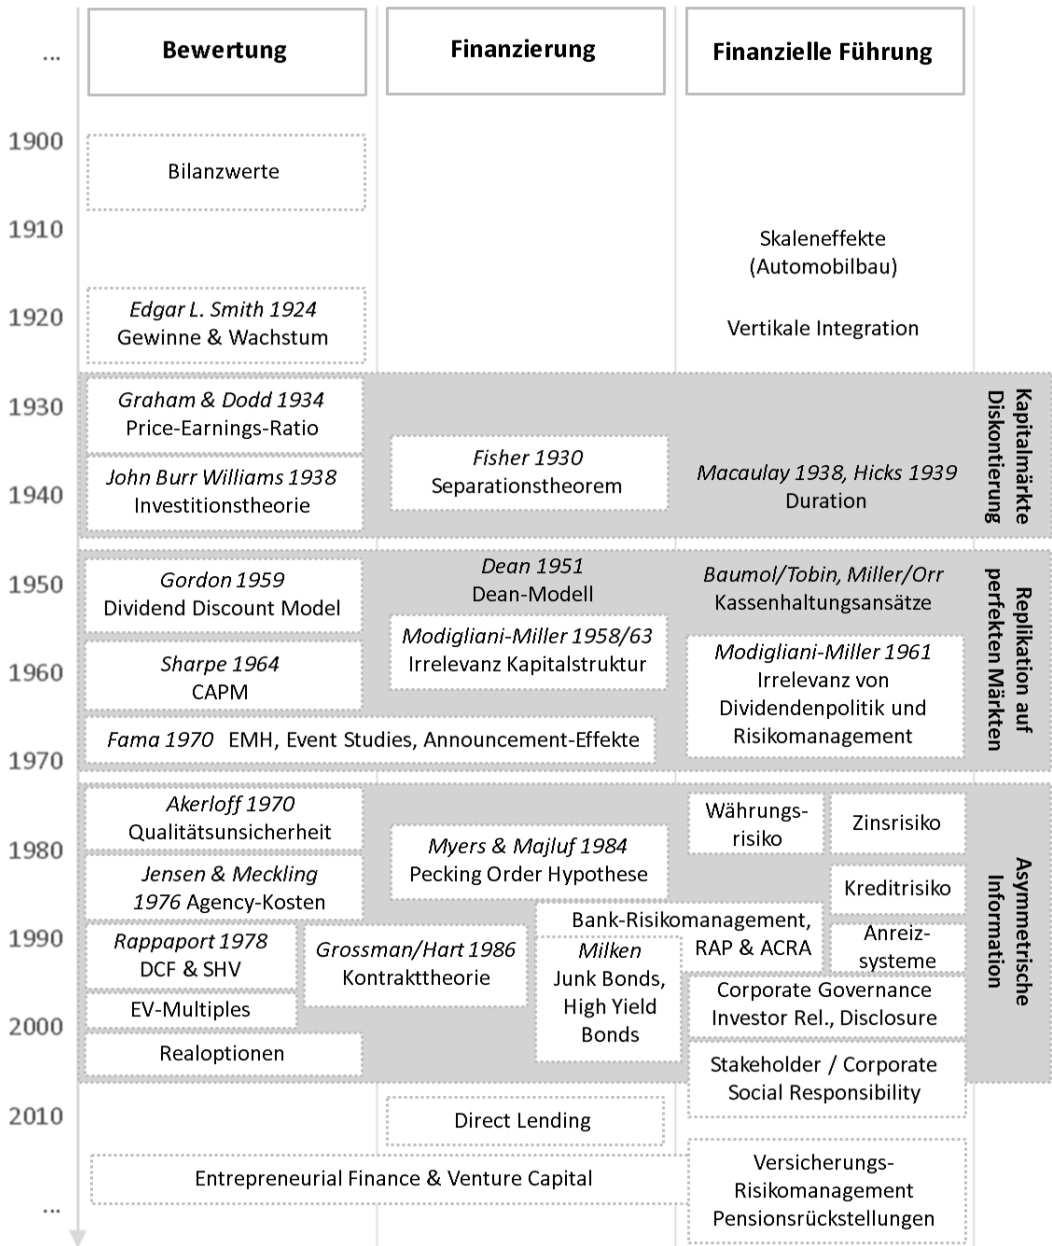 Bewertung
Finanzierung
Finanzielle Führung
...
1900
Bilanzwerte
1910
Skaleneffekte
(Automobilbau)
1920
Edgar L. Smith 1924
Gewinne & Wachstum
Vertikale Integration
Kapitalmärkte
Diskontierung
1930
Graham & Dodd 1934
Price-Earnings-Ratio
1940
John Burr Williams 1938
Investitionstheorie
Fisher 1930
Separationstheorem
Macaulay 1938, Hicks 1939
Duration
Replikation auf
perfekten Märkten
1950
Gordon 1959
Dividend Discount Model
Dean 1951
Dean-Modell
Baumol/Tobin, Miller/Orr
Kassenhaltungsansätze
1960
Sharpe 1964
CAPM
Modigliani-Miller 1958/63
Irrelevanz Kapitalstruktur
Modigliani-Miller 1961
Irrelevanz von
Dividendenpolitik und
Risikomanagement
1970
Fama 1970 EMH, Event Studies, Announcement-Effekte
Asymmetrische
Information
Akerloff 1970
Qualitätsunsicherheit
Währungs-
risiko
Zinsrisiko
1980
Jensen & Meckling
1976 Agency-Kosten
Myers & Majluf 1984
Pecking Order Hypothese
Kreditrisiko
1990
Rappaport 1978
DCF & SHV
Grossman/Hart 1986
Kontrakttheorie
Bank-Risikomanagement,
RAP & ACRA
Milken
Junk Bonds,
High Yield
Bonds
Anreiz-
systeme
EV-Multiples
Corporate Governance
Investor Rel., Disclosure
2000
Realoptionen
Stakeholder / Corporate
Social Responsibility
2010
Direct Lending
Entrepreneurial Finance & Venture Capital
Versicherungs-
Risikomanagement
Pensionsrückstellungen
...